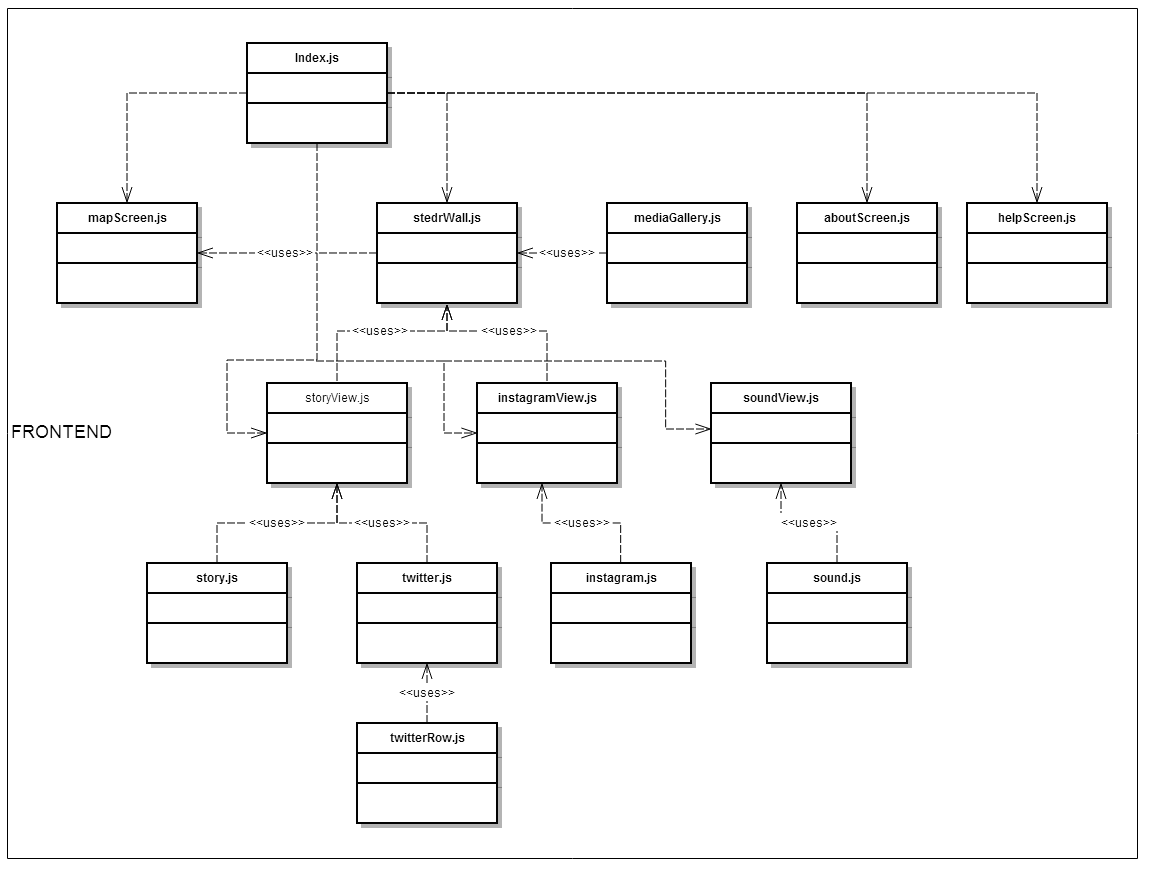 Index.js
mapScreen.js
stedrWall.js
mediaGallery.js
aboutScreen.js
helpScreen.js
<<uses>>
<<uses>>
<<uses>>
<<uses>>
storyView.js
instagramView.js
soundView.js
FRONTEND
<<uses>>
<<uses>>
<<uses>>
<<uses>>
story.js
twitter.js
instagram.js
sound.js
<<uses>>
twitterRow.js